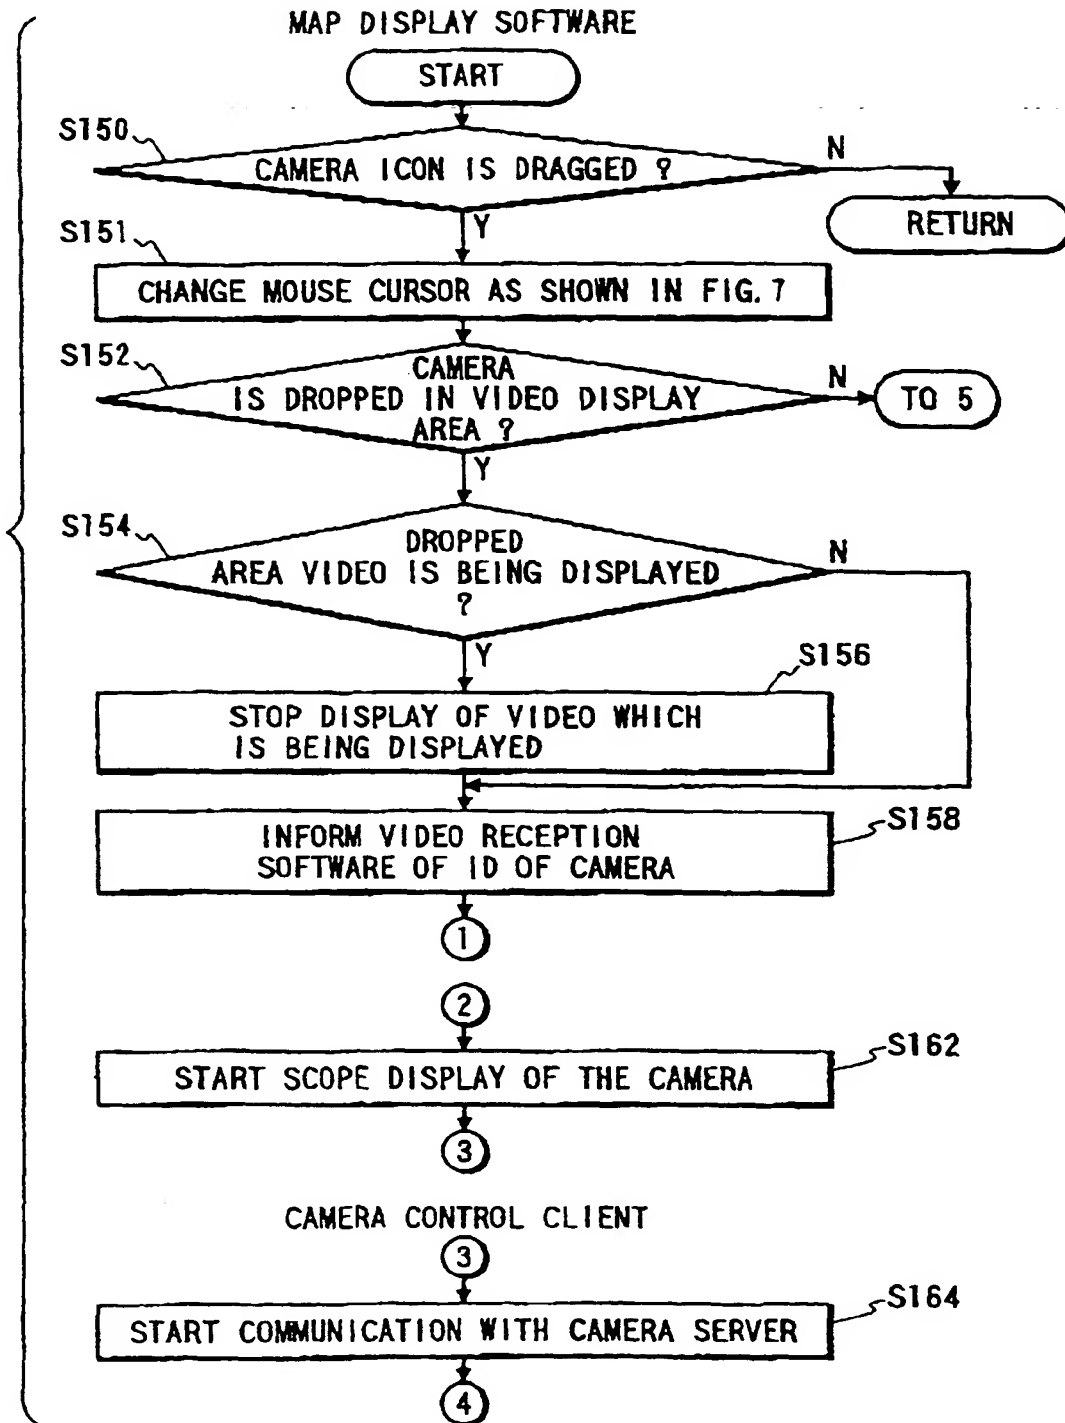 MAP DISPLAY SOFTWARE
START
S150
CAMERA ICON IS DRAGGED ?
N
RETURN
Y
S151
CHANGE MOUSE CURSOR AS SHOWN IN FIG. 7
S152
CAMERA
IS DROPPED IN VIDEO DISPLAY
AREA ?
N
TO 5
Y
S154
DROPPED
AREA VIDEO IS BEING DISPLAYED
?
N
Y
S156
STOP DISPLAY OF VIDEO WHICH
IS BEING DISPLAYED
S158
INFORM VIDEO RECEPTION
SOFTWARE OF ID OF CAMERA
1
2
S162
START SCOPE DISPLAY OF THE CAMERA
3
CAMERA CONTROL CLIENT
3
S164
START COMMUNICATION WITH CAMERA SERVER
4